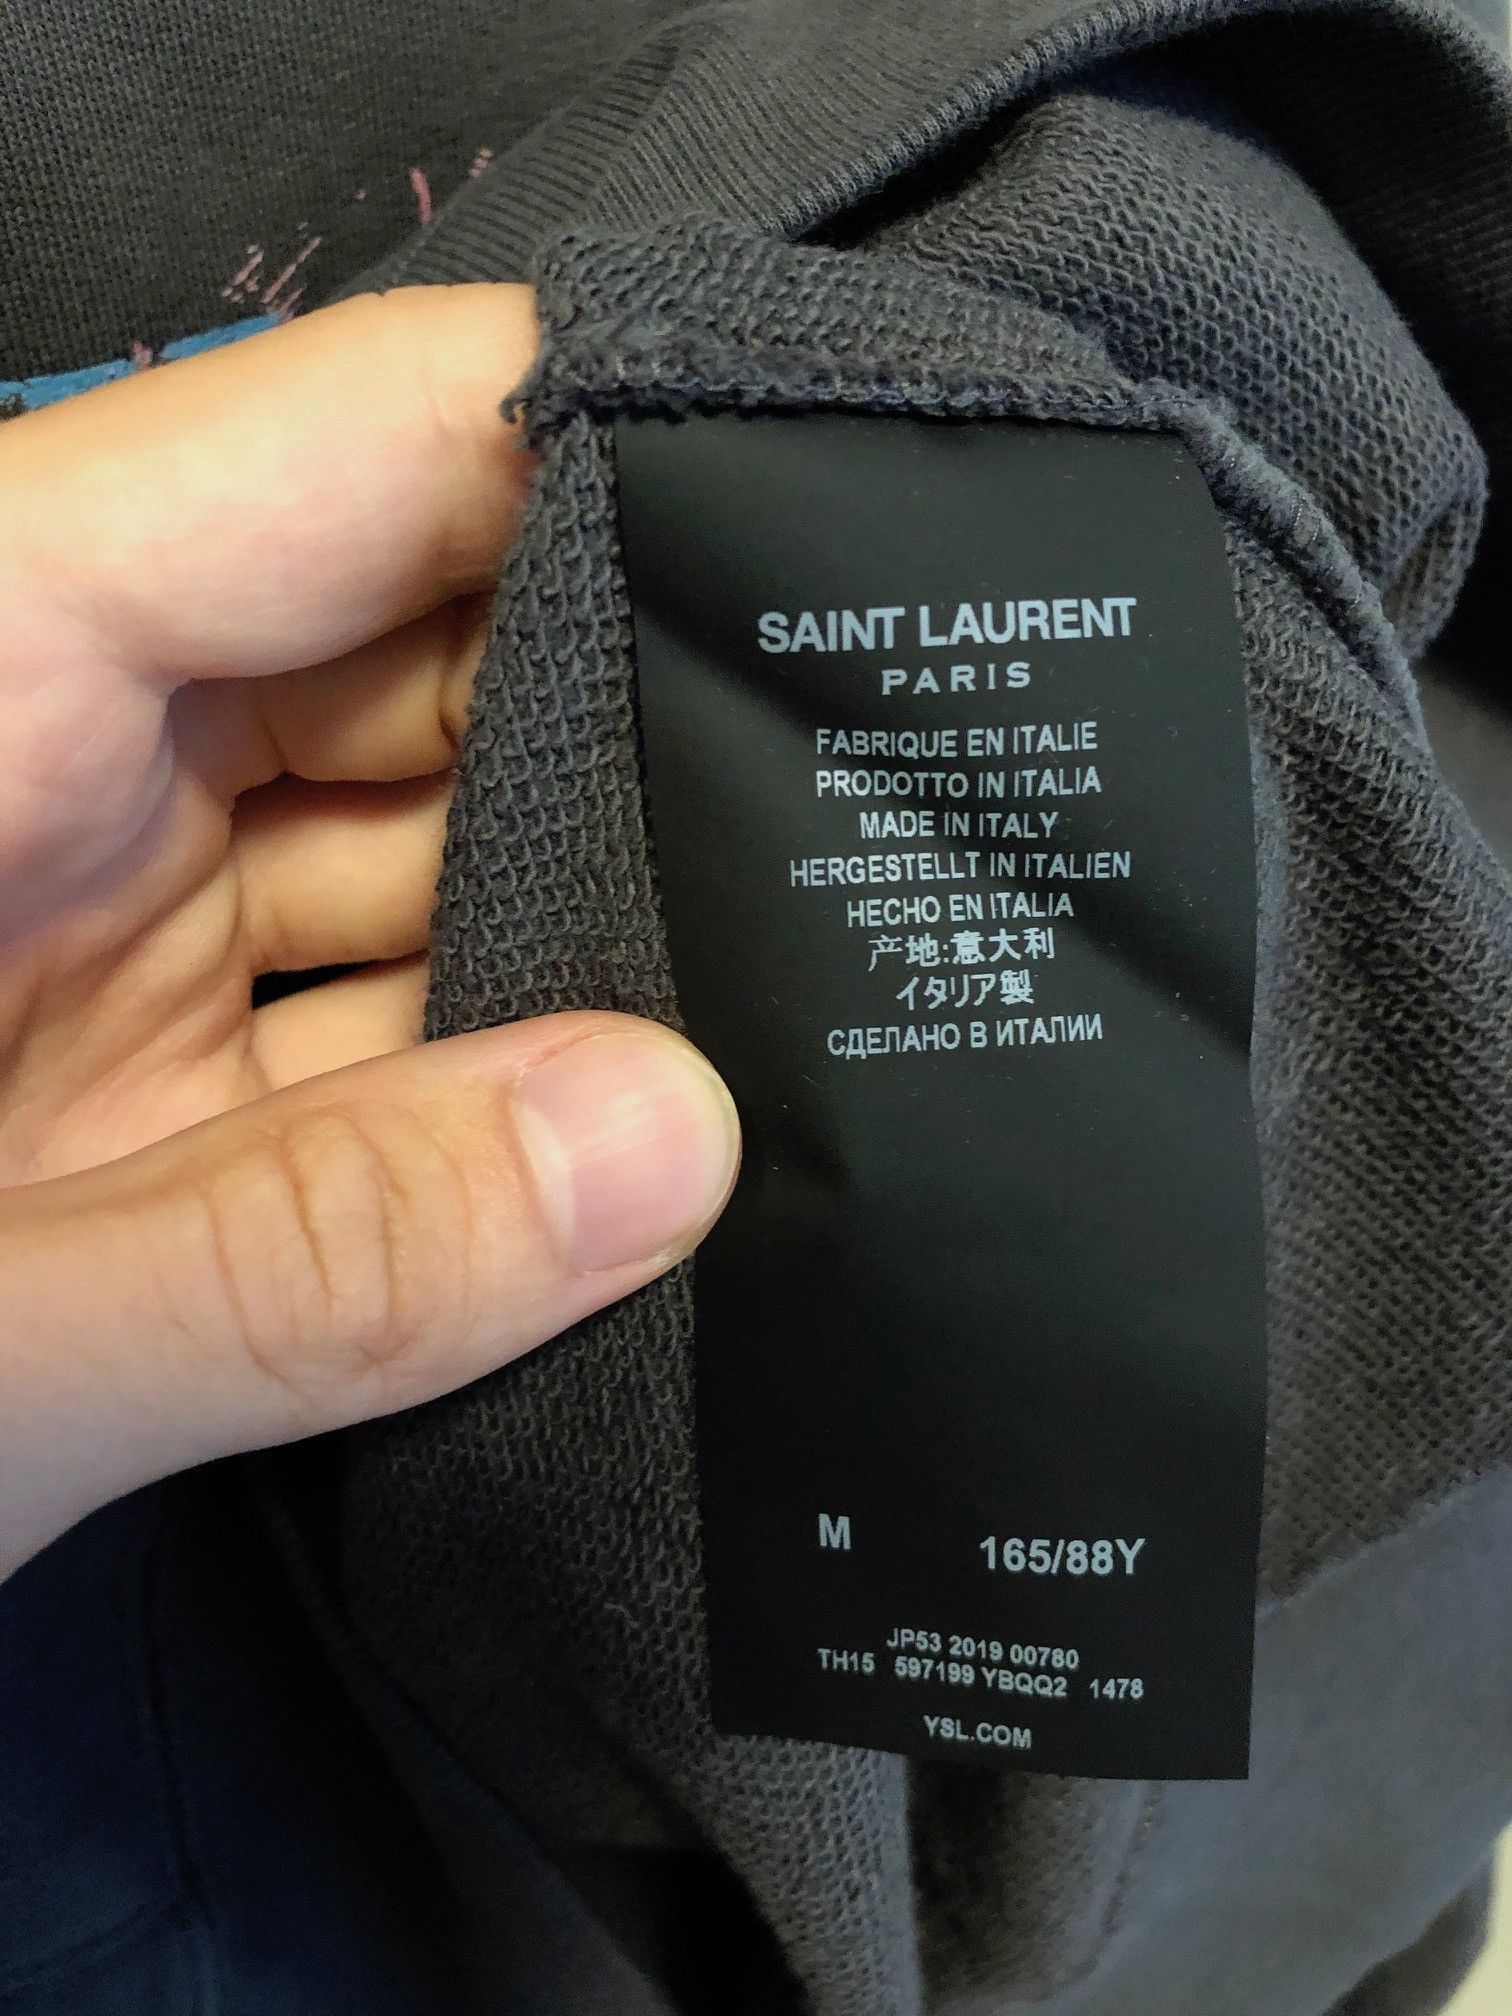 SAINT LAURENT
PARIS
FABRIQUE EN ITALIE
PRODOTTO IN ITALIA
MADE IN ITALY
HERGESTELLT IN ITALIEN
HECHO EN ITALIA
产地:意大利
イタリア製
СДЕЛАНО В ИТАЛИИ
M 165/88Y
JP53 2019 00780
TH15 597199 YBQQ2 1478
YSL.COM